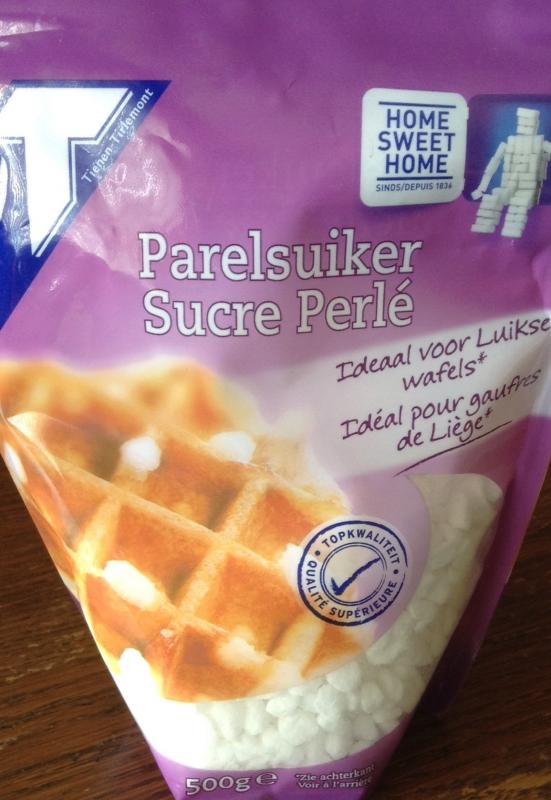 T
Tienen-Tirlemont
HOME
SWEET
HOME
SINDS/DEPUIS 1836
Parelsuiker
Sucre Perlé
Ideaal voor Luikse
wafels*
Idéal pour gaufres
de Liège*
TOPKWALITEIT
QUALITÉ SUPÉRIEURE
500g e
*Zie achterkant
Voir à l'arrière